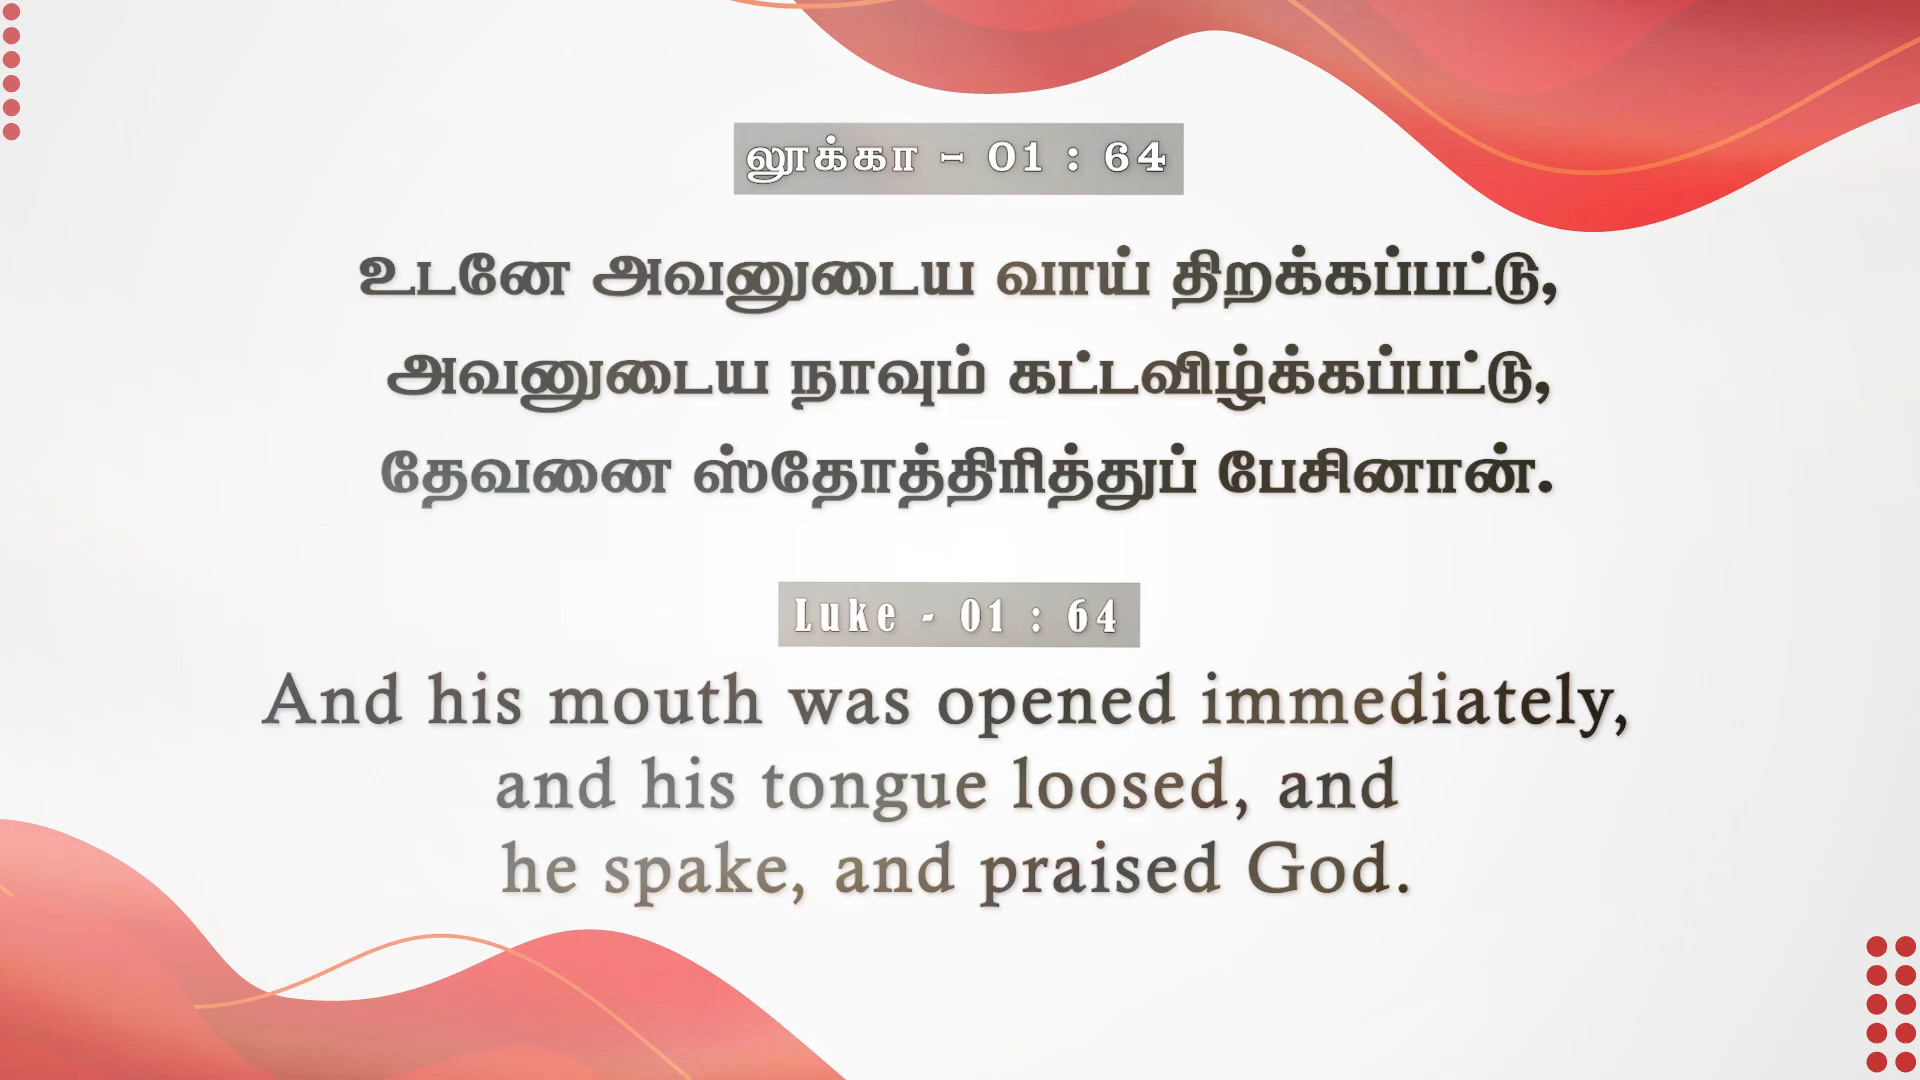 லூக்கா - 01 : 64
உடனே அவனுடைய வாய் திறக்கப்பட்டு,
அவனுடைய நாவும் கட்டவிழ்க்கப்பட்டு,
தேவனை ஸ்தோத்திரித்துப் பேசினான்.
Luke - 01 : 64
And his mouth was opened immediately,
and his tongue loosed, and
he spake, and praised God.